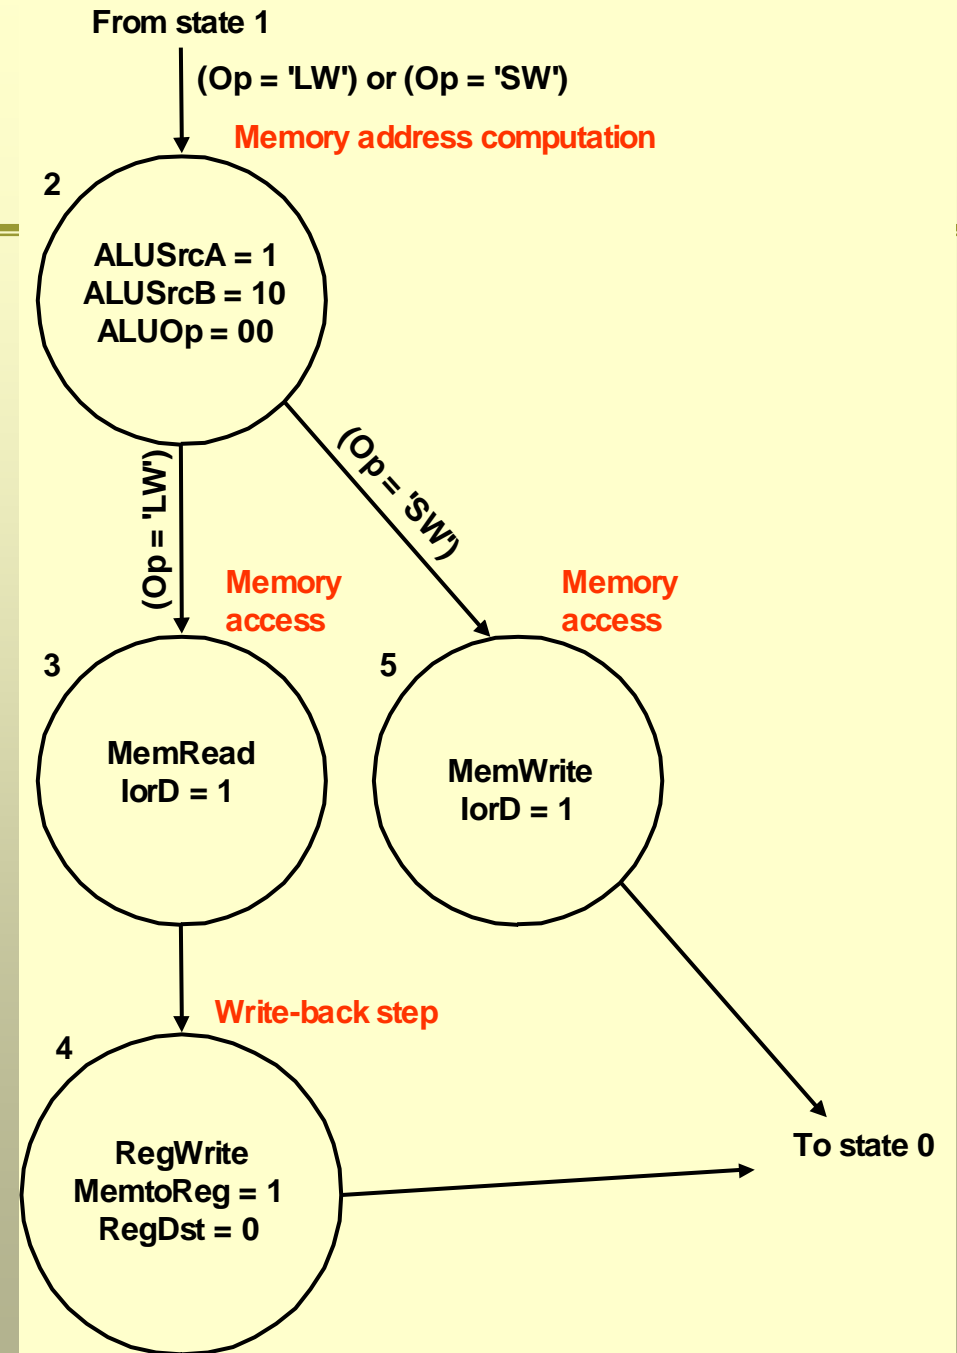 From state 1
(Op = 'LW') or (Op = 'SW')
Memory address computation
2
ALUSrcA = 1
ALUSrcB = 10
ALUOp = 00
(Op = 'LW')
(Op = 'SW')
Memory
access
Memory
access
3
5
MemRead
IorD = 1
MemWrite
IorD = 1
Write-back step
4
RegWrite
MemtoReg = 1
RegDst = 0
To state 0